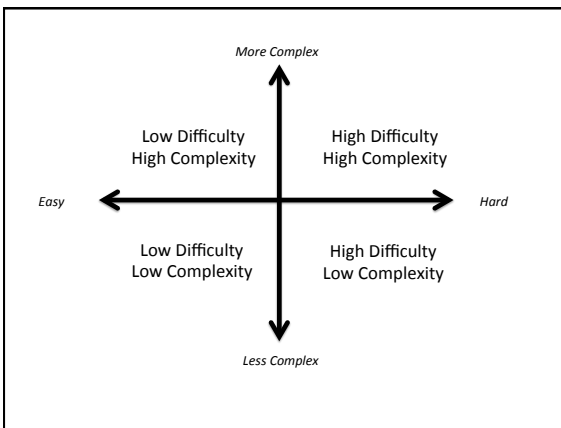 More Complex
Low Difficulty
High Complexity
High Difficulty
High Complexity
Easy
Hard
Low Difficulty
Low Complexity
High Difficulty
Low Complexity
Less Complex